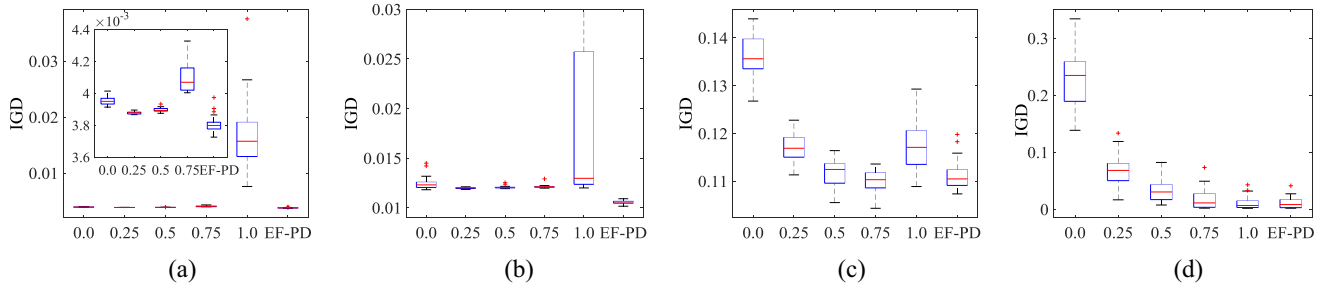 IGD
0.03
0.02
0.01
×10⁻³
4.4
4.2
4
3.8
3.6
0.0 0.25 0.5 0.75 EF-PD
0.0 0.25 0.5 0.75 1.0 EF-PD
(a)
IGD
0.03
0.025
0.02
0.015
0.01
0.0 0.25 0.5 0.75 1.0 EF-PD
(b)
IGD
0.14
0.13
0.12
0.11
0.0 0.25 0.5 0.75 1.0 EF-PD
(c)
IGD
0.3
0.2
0.1
0
0.0 0.25 0.5 0.75 1.0 EF-PD
(d)